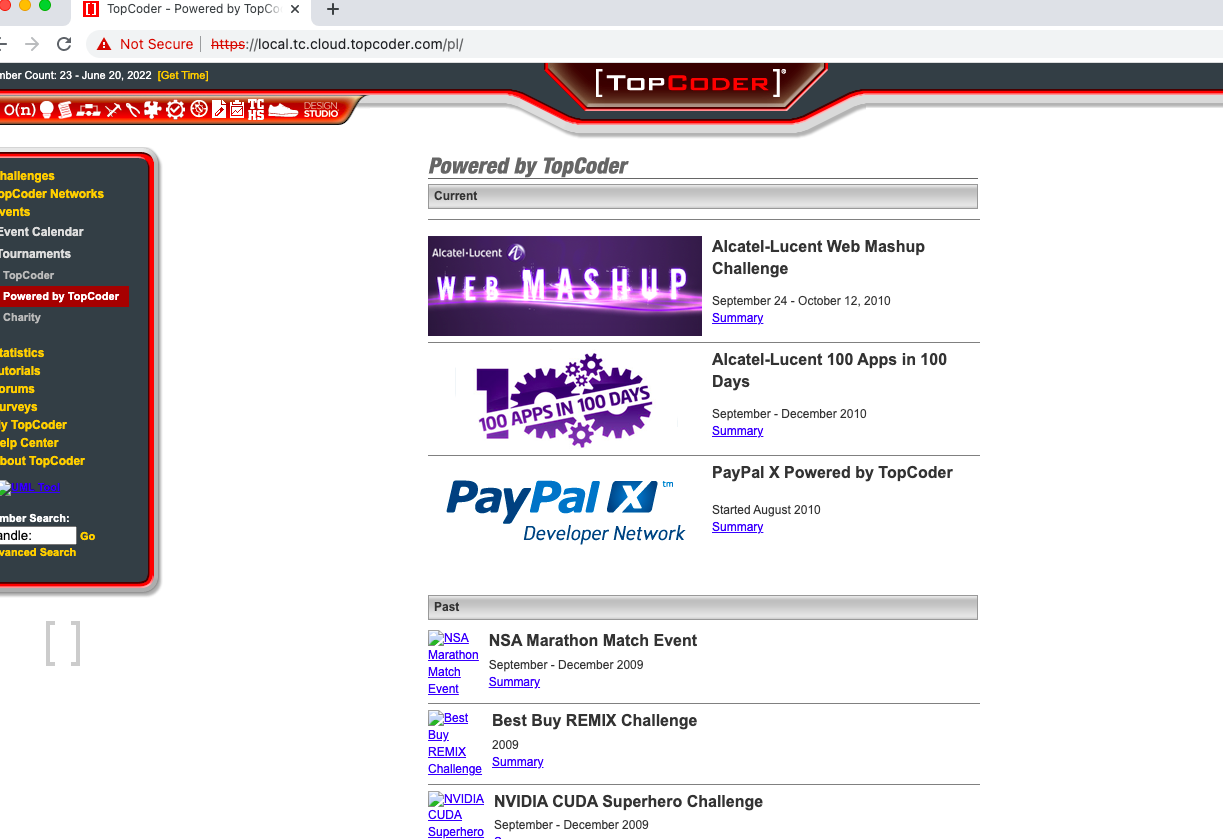 TopCoder - Powered by TopCo
Not Secure | https://local.tc.cloud.topcoder.com/pl/
mber Count: 23 - June 20, 2022 [Get Time]
[TOPCODER]®
O(n) TC HS DESIGN STUDIO
hallenges
opCoder Networks
vents
Event Calendar
Tournaments
TopCoder
Powered by TopCoder
Charity
tatistics
utorials
orums
urveys
y TopCoder
elp Center
bout TopCoder
UML Tool
mber Search:
andle: Go
vanced Search
[ ]
Powered by TopCoder
Current
Alcatel·Lucent
WEB MASHUP
Alcatel-Lucent Web Mashup
Challenge
September 24 - October 12, 2010
Summary
100 APPS IN 100 DAYS
Alcatel-Lucent 100 Apps in 100
Days
September - December 2010
Summary
PayPal X ™
Developer Network
PayPal X Powered by TopCoder
Started August 2010
Summary
Past
NSA
Marathon
Match
Event
NSA Marathon Match Event
September - December 2009
Summary
Best
Buy
REMIX
Challenge
Best Buy REMIX Challenge
2009
Summary
NVIDIA
CUDA
Superhero
NVIDIA CUDA Superhero Challenge
September - December 2009